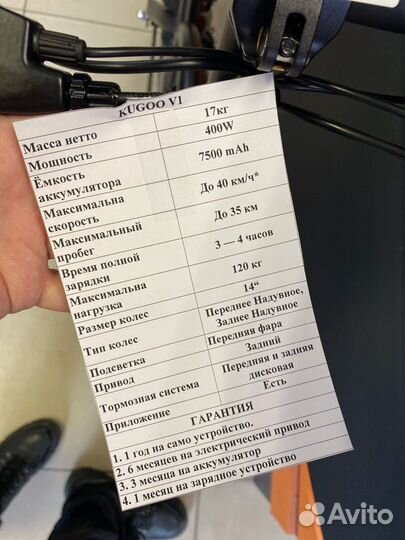 KUGOO V1
Масса нетто 17кг
Мощность 400W
Ёмкость
аккумулятора 7500 mAh
Максимальна
скорость До 40 км/ч*
Максимальный
пробег До 35 км
Время полной
зарядки 3 — 4 часов
Максимальна
нагрузка 120 кг
Размер колес 14“
Тип колес Переднее Надувное,
Заднее Надувное
Подсветка Передняя фара
Привод Задний
Тормозная система Передняя и задняя
дисковая
Приложение Есть
ГАРАНТИЯ
1. 1 год на само устройство.
2. 6 месяцев на электрический привод
3. 3 месяца на аккумулятор
4. 1 месяц на зарядное устройство
Avito